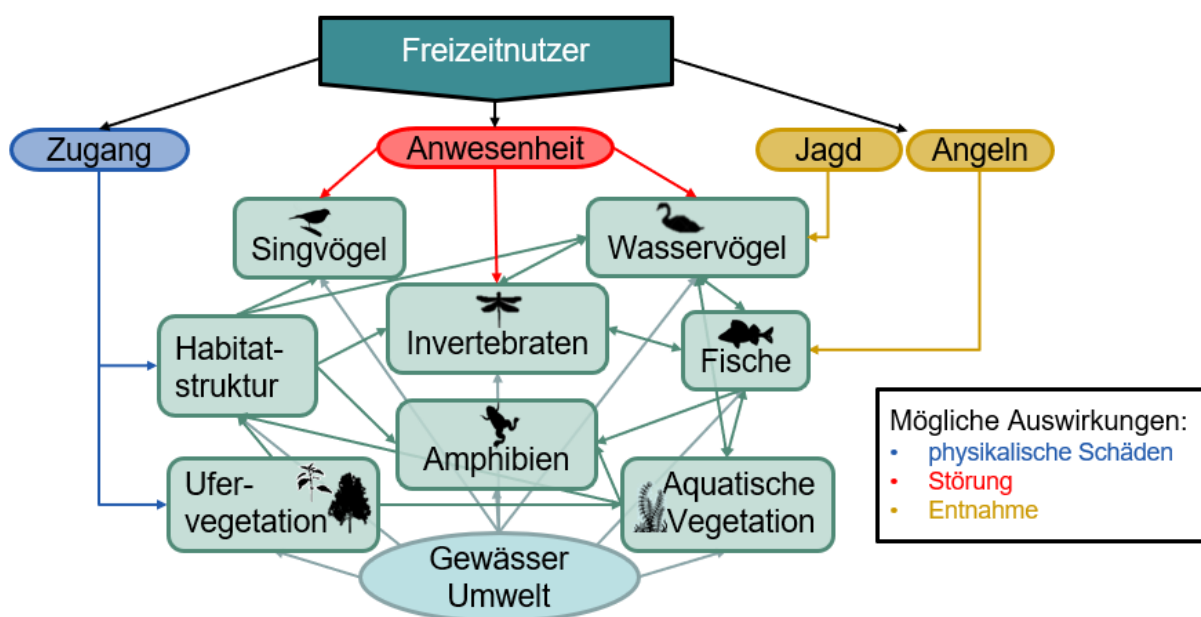 Freizeitnutzer
Zugang
Anwesenheit
Jagd
Angeln
Singvögel
Wasservögel
Invertebraten
Habitat-
struktur
Fische
Amphibien
Ufer-
vegetation
Aquatische
Vegetation
Gewässer
Umwelt
Mögliche Auswirkungen:
• physikalische Schäden
• Störung
• Entnahme